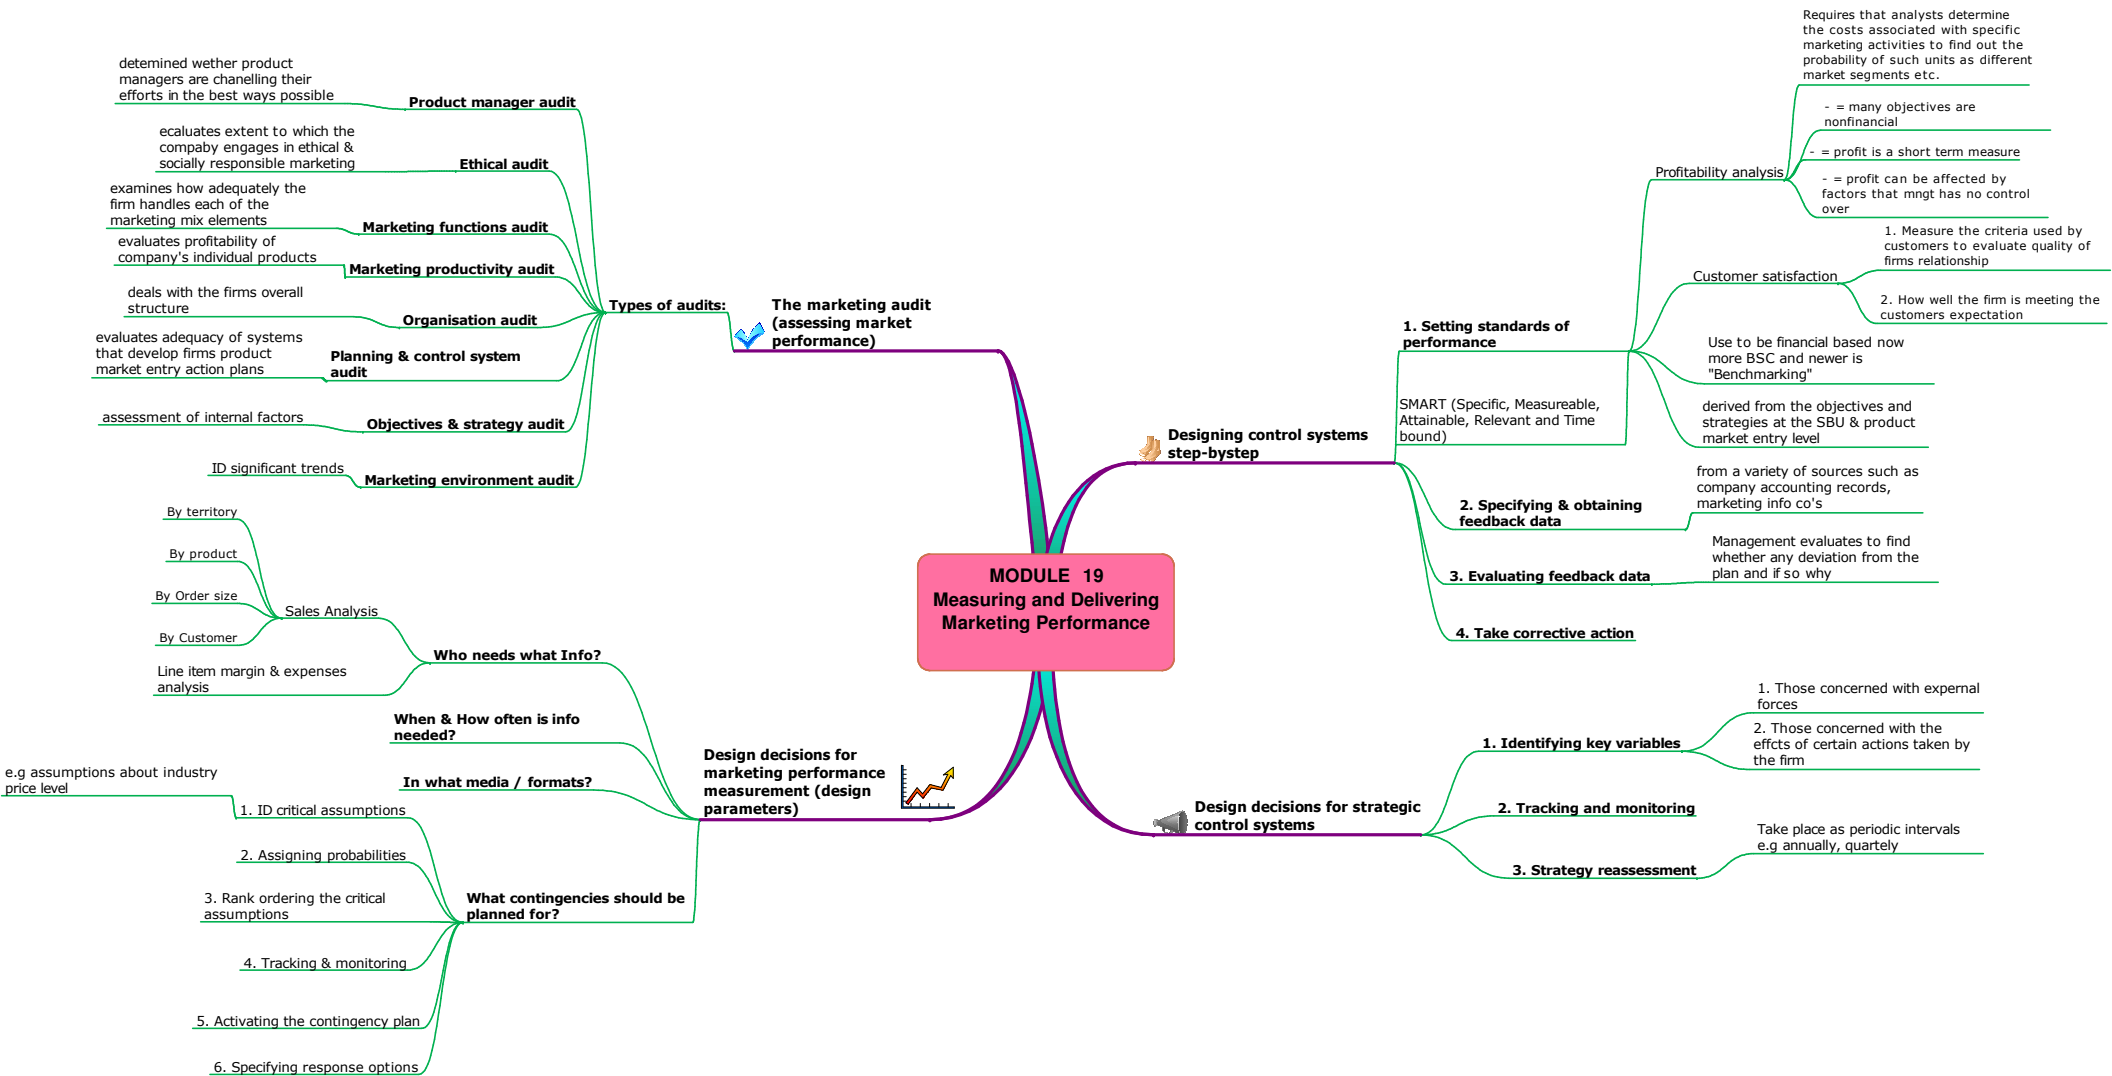 MODULE  19
Measuring and Delivering
Marketing Performance
The marketing audit
(assessing market
performance)
Types of audits:
Product manager audit
detemined wether product
managers are chanelling their
efforts in the best ways possible
Ethical audit
ecaluates extent to which the
compaby engages in ethical &
socially responsible marketing
Marketing functions audit
examines how adequately the
firm handles each of the
marketing mix elements
Marketing productivity audit
evaluates profitability of
company's individual products
Organisation audit
deals with the firms overall
structure
Planning & control system
audit
evaluates adequacy of systems
that develop firms product
market entry action plans
Objectives & strategy audit
assessment of internal factors
Marketing environment audit
ID significant trends
Designing control systems
step-bystep
1. Setting standards of
performance
Profitability analysis
Requires that analysts determine
the costs associated with specific
marketing activities to find out the
probability of such units as different
market segments etc.
- = many objectives are
nonfinancial
- = profit is a short term measure
- = profit can be affected by
factors that mngt has no control
over
Customer satisfaction
1. Measure the criteria used by
customers to evaluate quality of
firms relationship
2. How well the firm is meeting the
customers expectation
Use to be financial based now
more BSC and newer is
"Benchmarking"
derived from the objectives and
strategies at the SBU & product
market entry level
SMART (Specific, Measureable,
Attainable, Relevant and Time
bound)
2. Specifying & obtaining
feedback data
from a variety of sources such as
company accounting records,
marketing info co's
3. Evaluating feedback data
Management evaluates to find
whether any deviation from the
plan and if so why
4. Take corrective action
Design decisions for
marketing performance
measurement (design
parameters)
Who needs what Info?
Sales Analysis
By territory
By product
By Order size
By Customer
Line item margin & expenses
analysis
When & How often is info
needed?
In what media / formats?
What contingencies should be
planned for?
1. ID critical assumptions
e.g assumptions about industry
price level
2. Assigning probabilities
3. Rank ordering the critical
assumptions
4. Tracking & monitoring
5. Activating the contingency plan
6. Specifying response options
Design decisions for strategic
control systems
1. Identifying key variables
1. Those concerned with expernal
forces
2. Those concerned with the
effcts of certain actions taken by
the firm
2. Tracking and monitoring
3. Strategy reassessment
Take place as periodic intervals
e.g annually, quartely